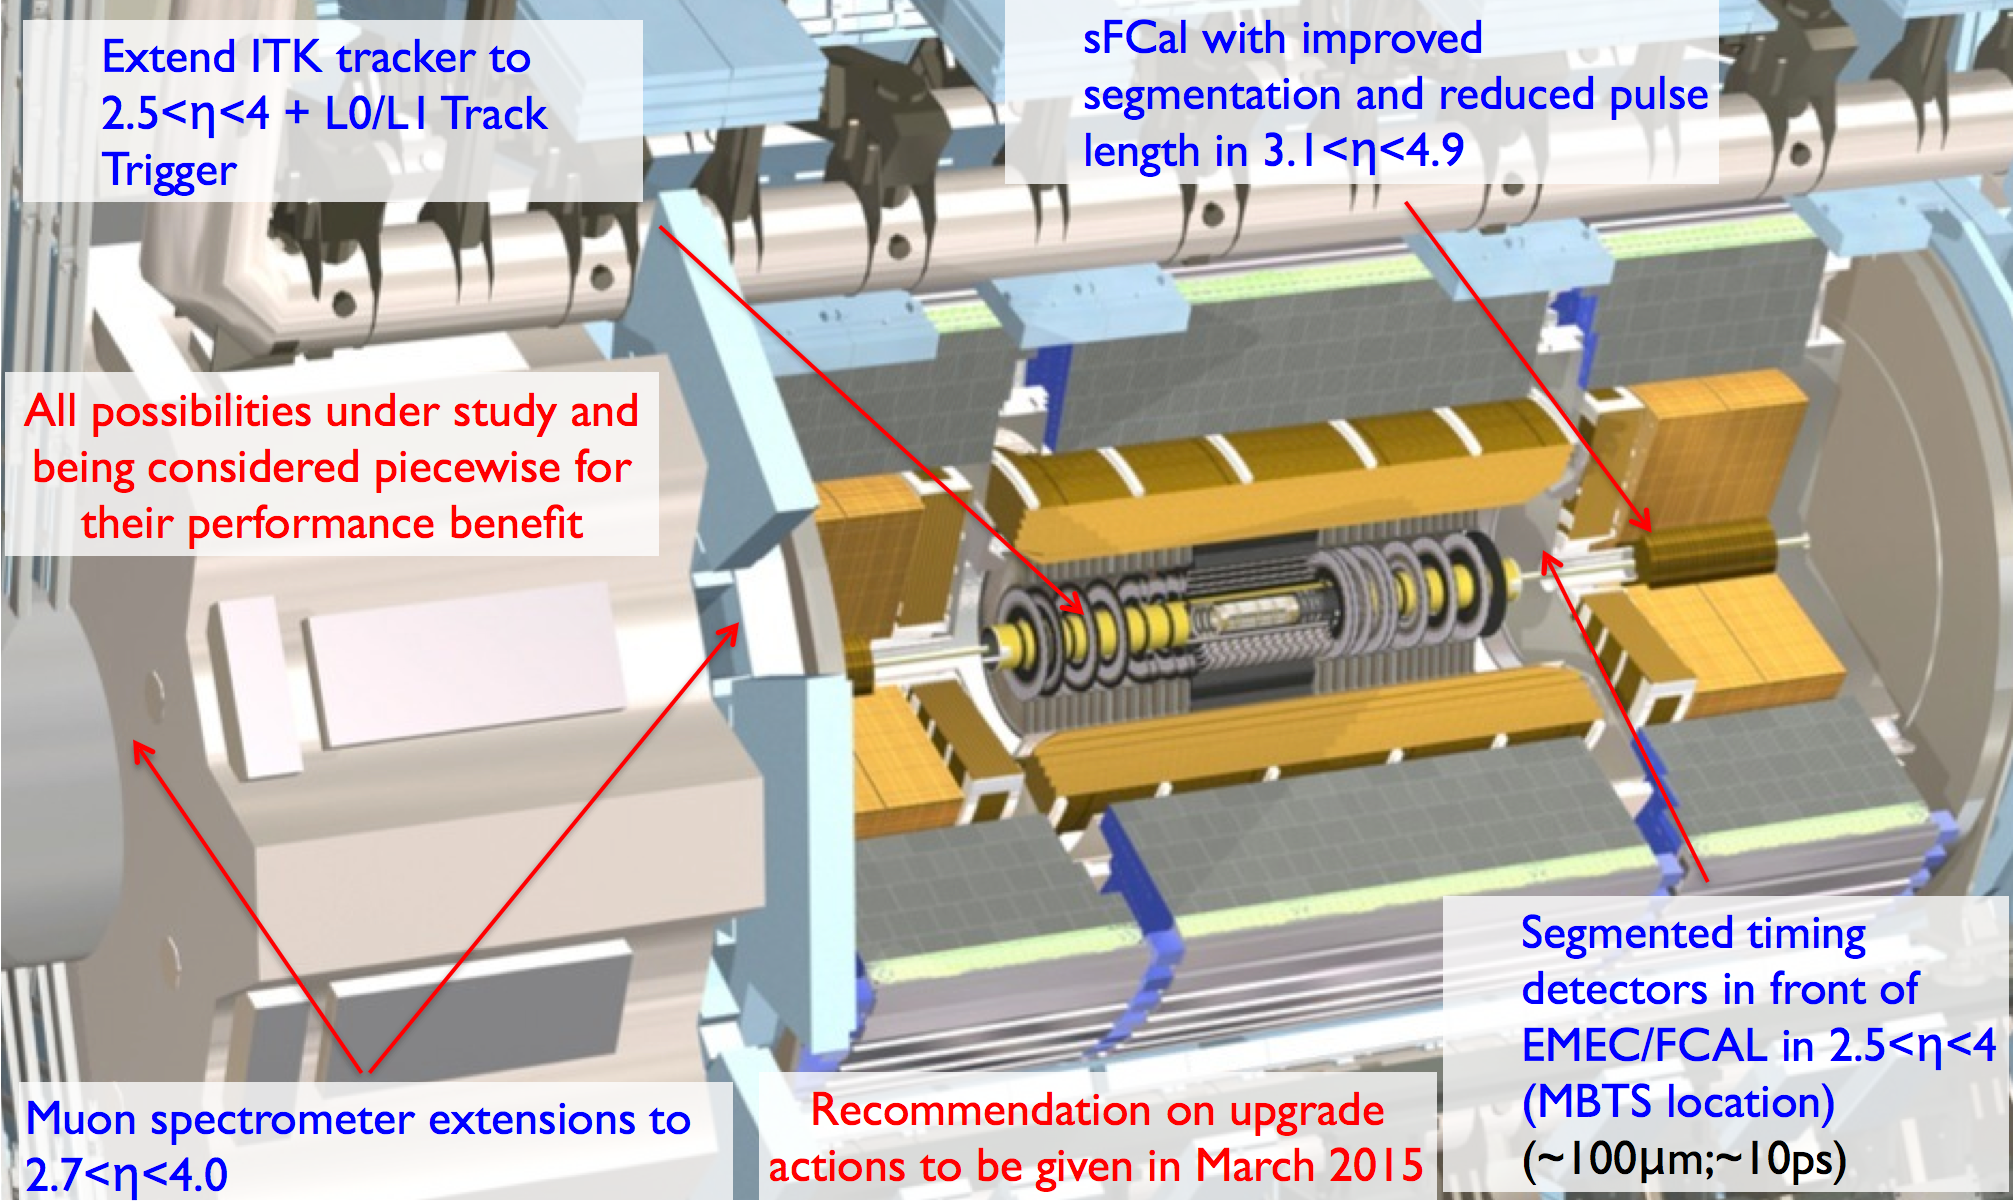 Extend ITK tracker to
2.5<η<4 + L0/L1 Track
Trigger
sFCal with improved
segmentation and reduced pulse
length in 3.1<η<4.9
All possibilities under study and
being considered piecewise for
their performance benefit
Segmented timing
detectors in front of
EMEC/FCAL in 2.5<η<4
(MBTS location)
(~100μm;~10ps)
Muon spectrometer extensions to
2.7<η<4.0
Recommendation on upgrade
actions to be given in March 2015